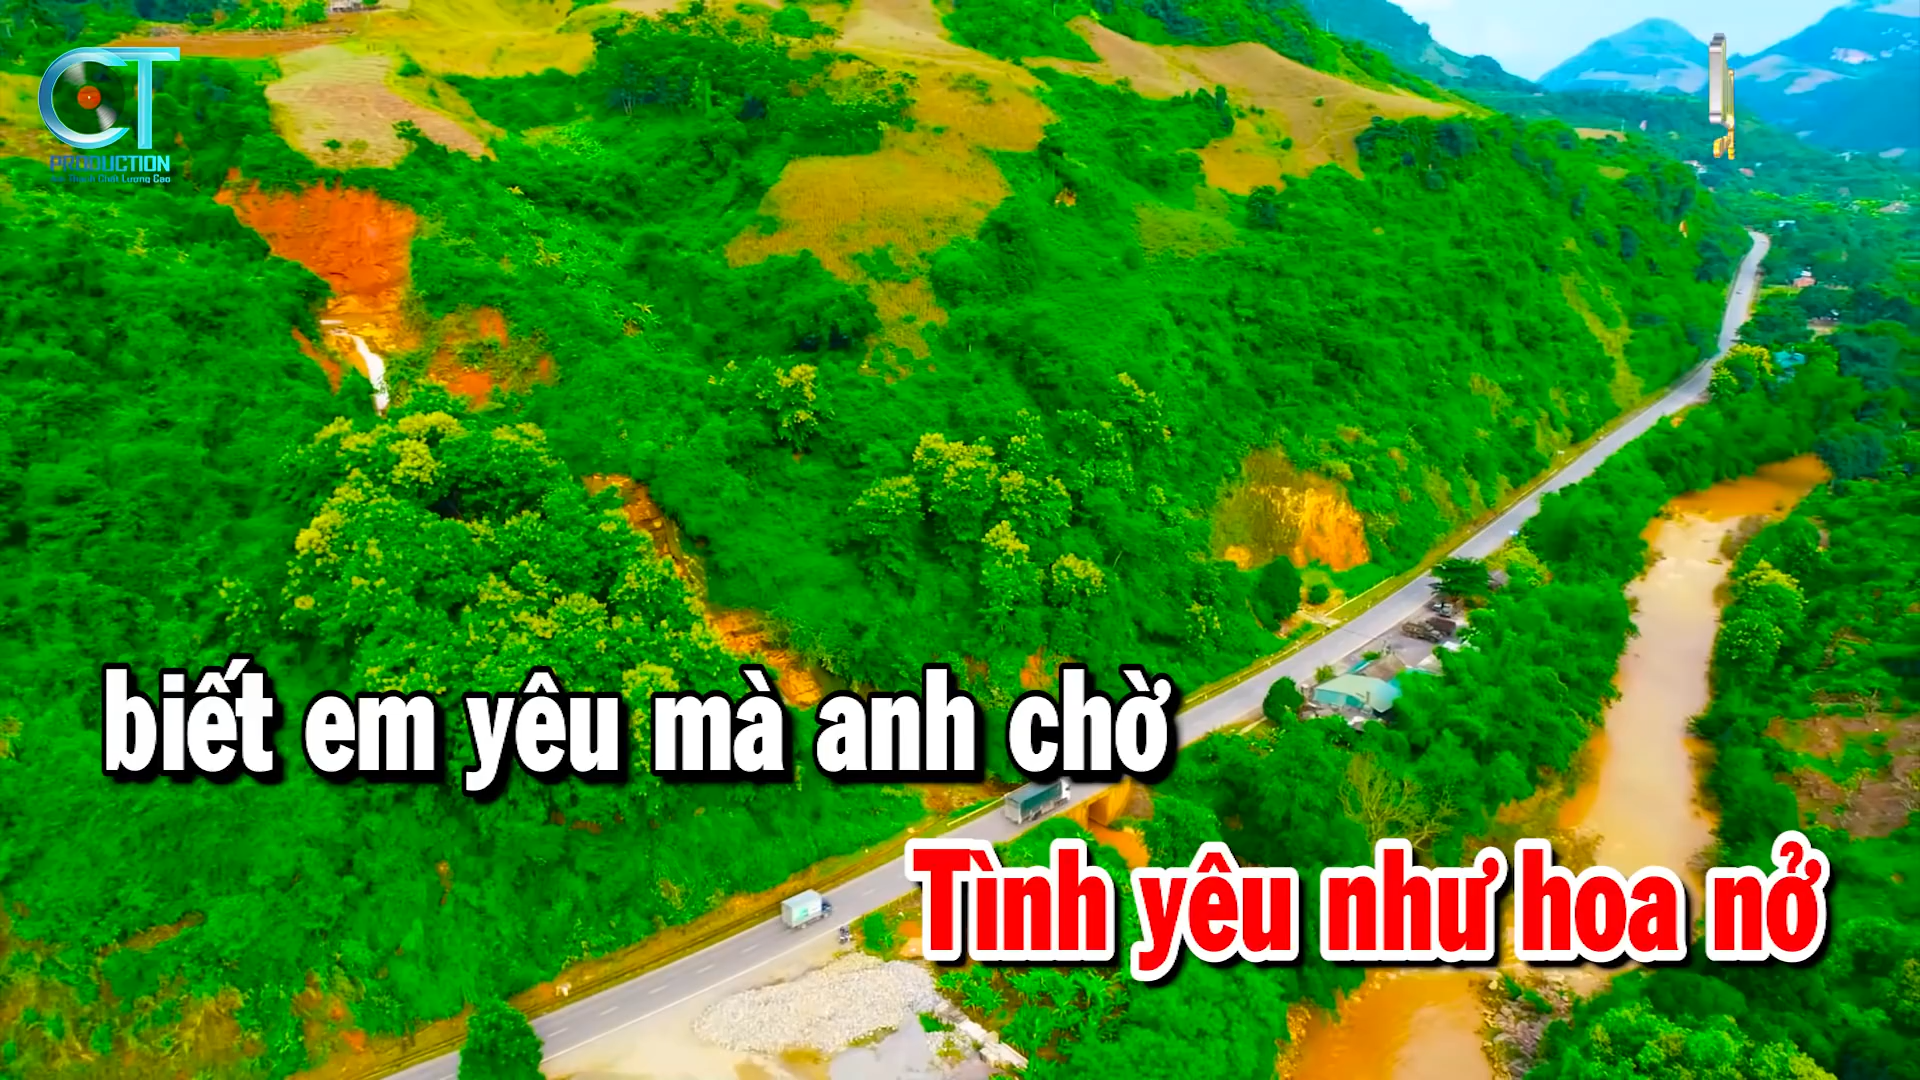 CT
PRODUCTION
biết em yêu mà anh chờ
Tình yêu như hoa nở